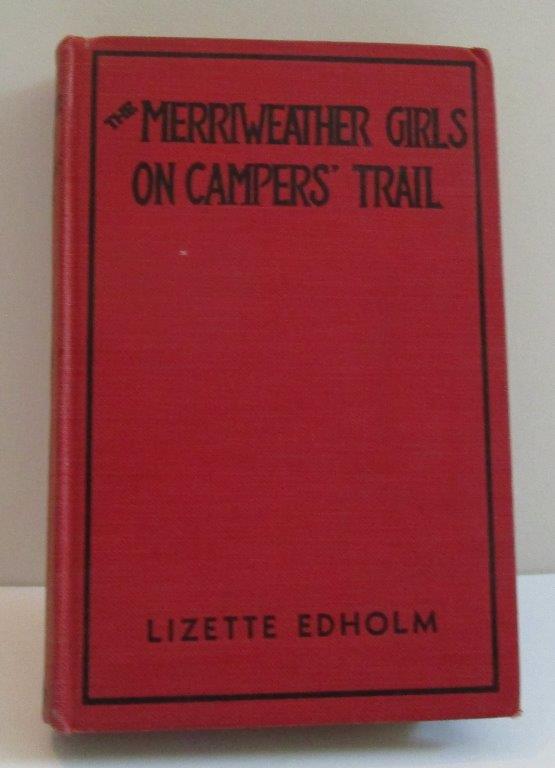 THE MERRIWEATHER GIRLS
ON CAMPERS' TRAIL
LIZETTE EDHOLM